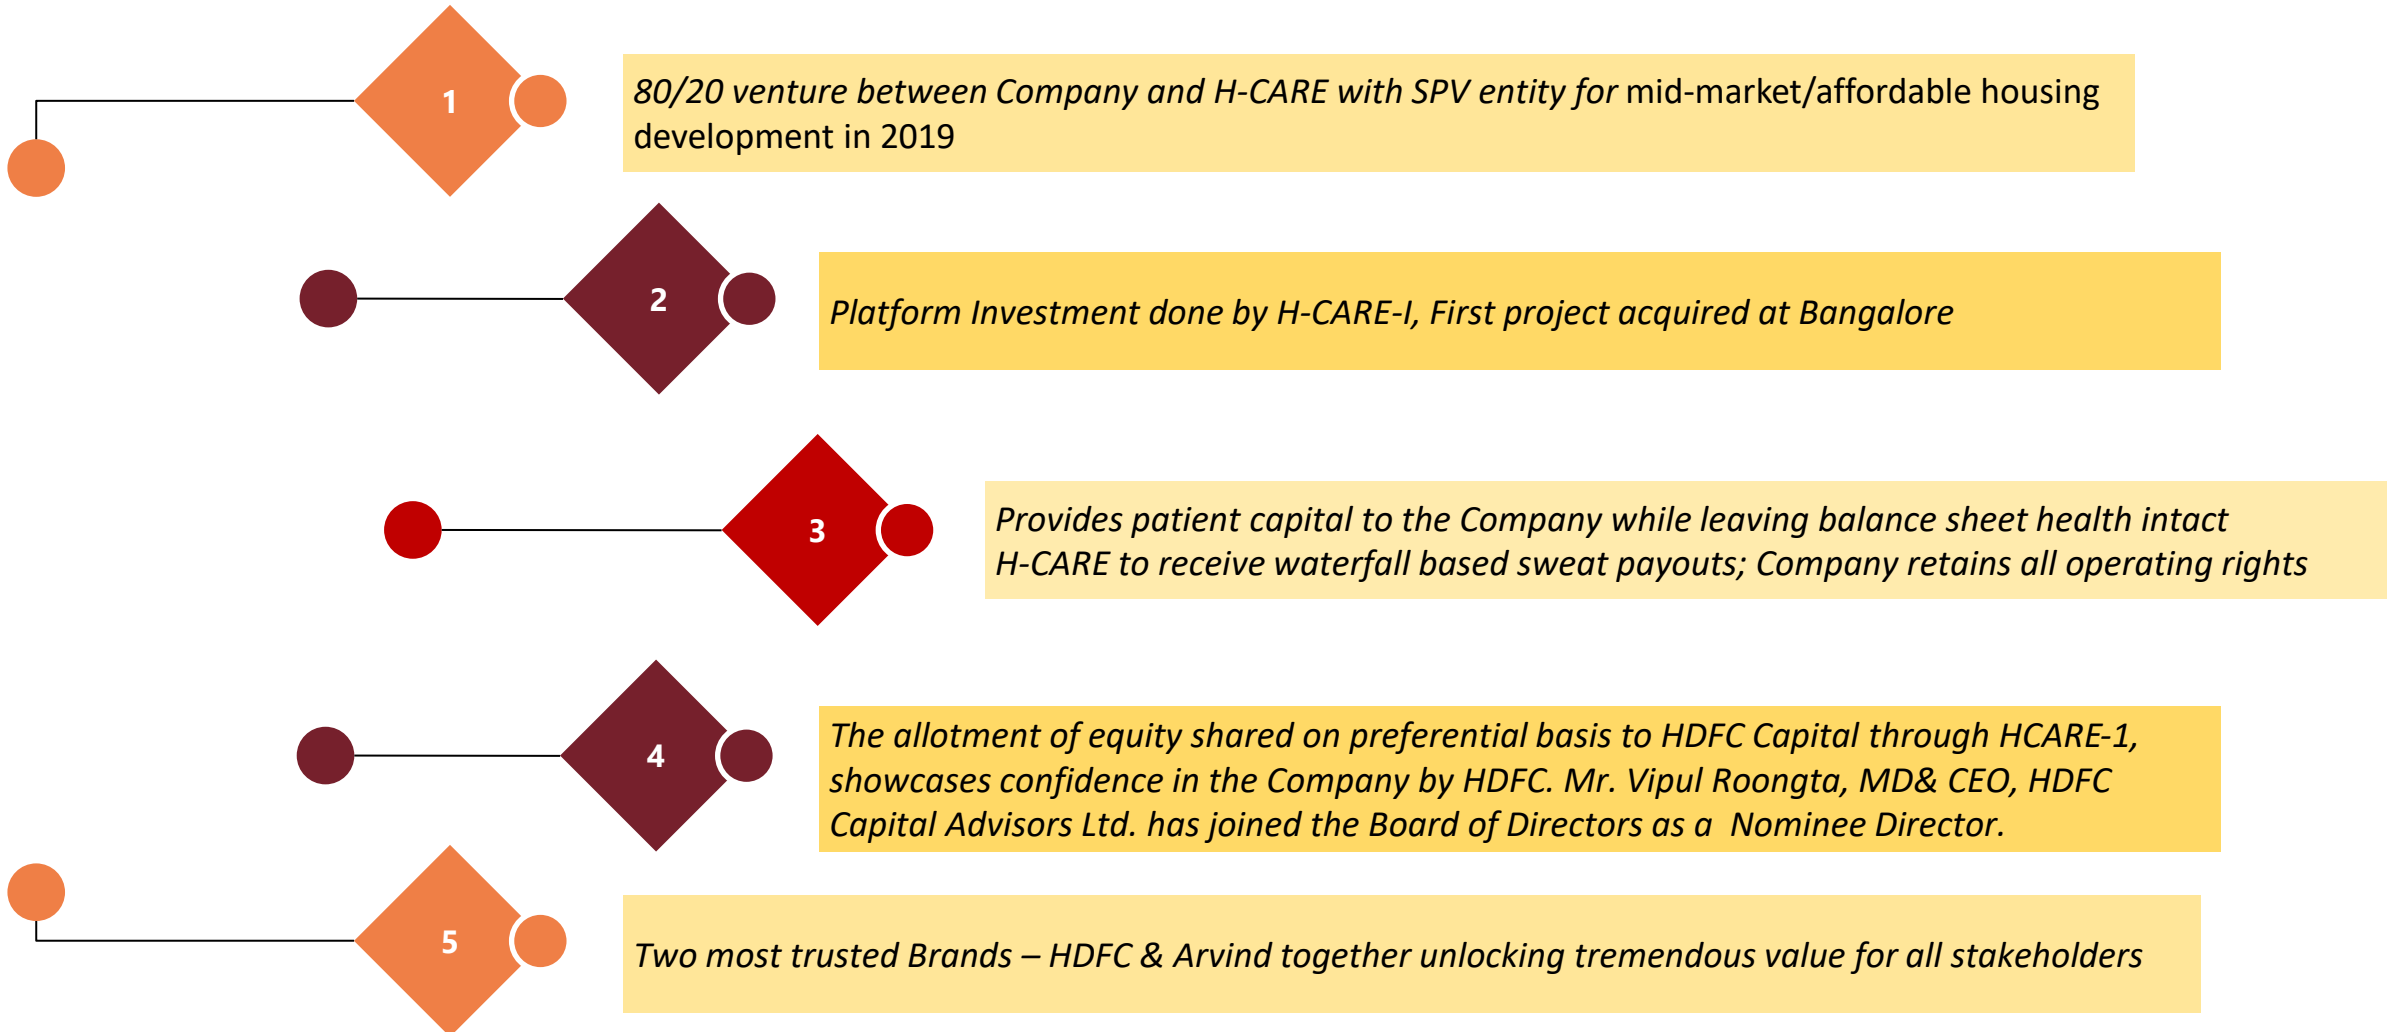 1
80/20 venture between Company and H-CARE with SPV entity for mid-market/affordable housing
development in 2019
2
Platform Investment done by H-CARE-I, First project acquired at Bangalore
3
Provides patient capital to the Company while leaving balance sheet health intact
H-CARE to receive waterfall based sweat payouts; Company retains all operating rights
4
The allotment of equity shared on preferential basis to HDFC Capital through HCARE-1,
showcases confidence in the Company by HDFC. Mr. Vipul Roongta, MD& CEO, HDFC
Capital Advisors Ltd. has joined the Board of Directors as a  Nominee Director.
5
Two most trusted Brands – HDFC & Arvind together unlocking tremendous value for all stakeholders